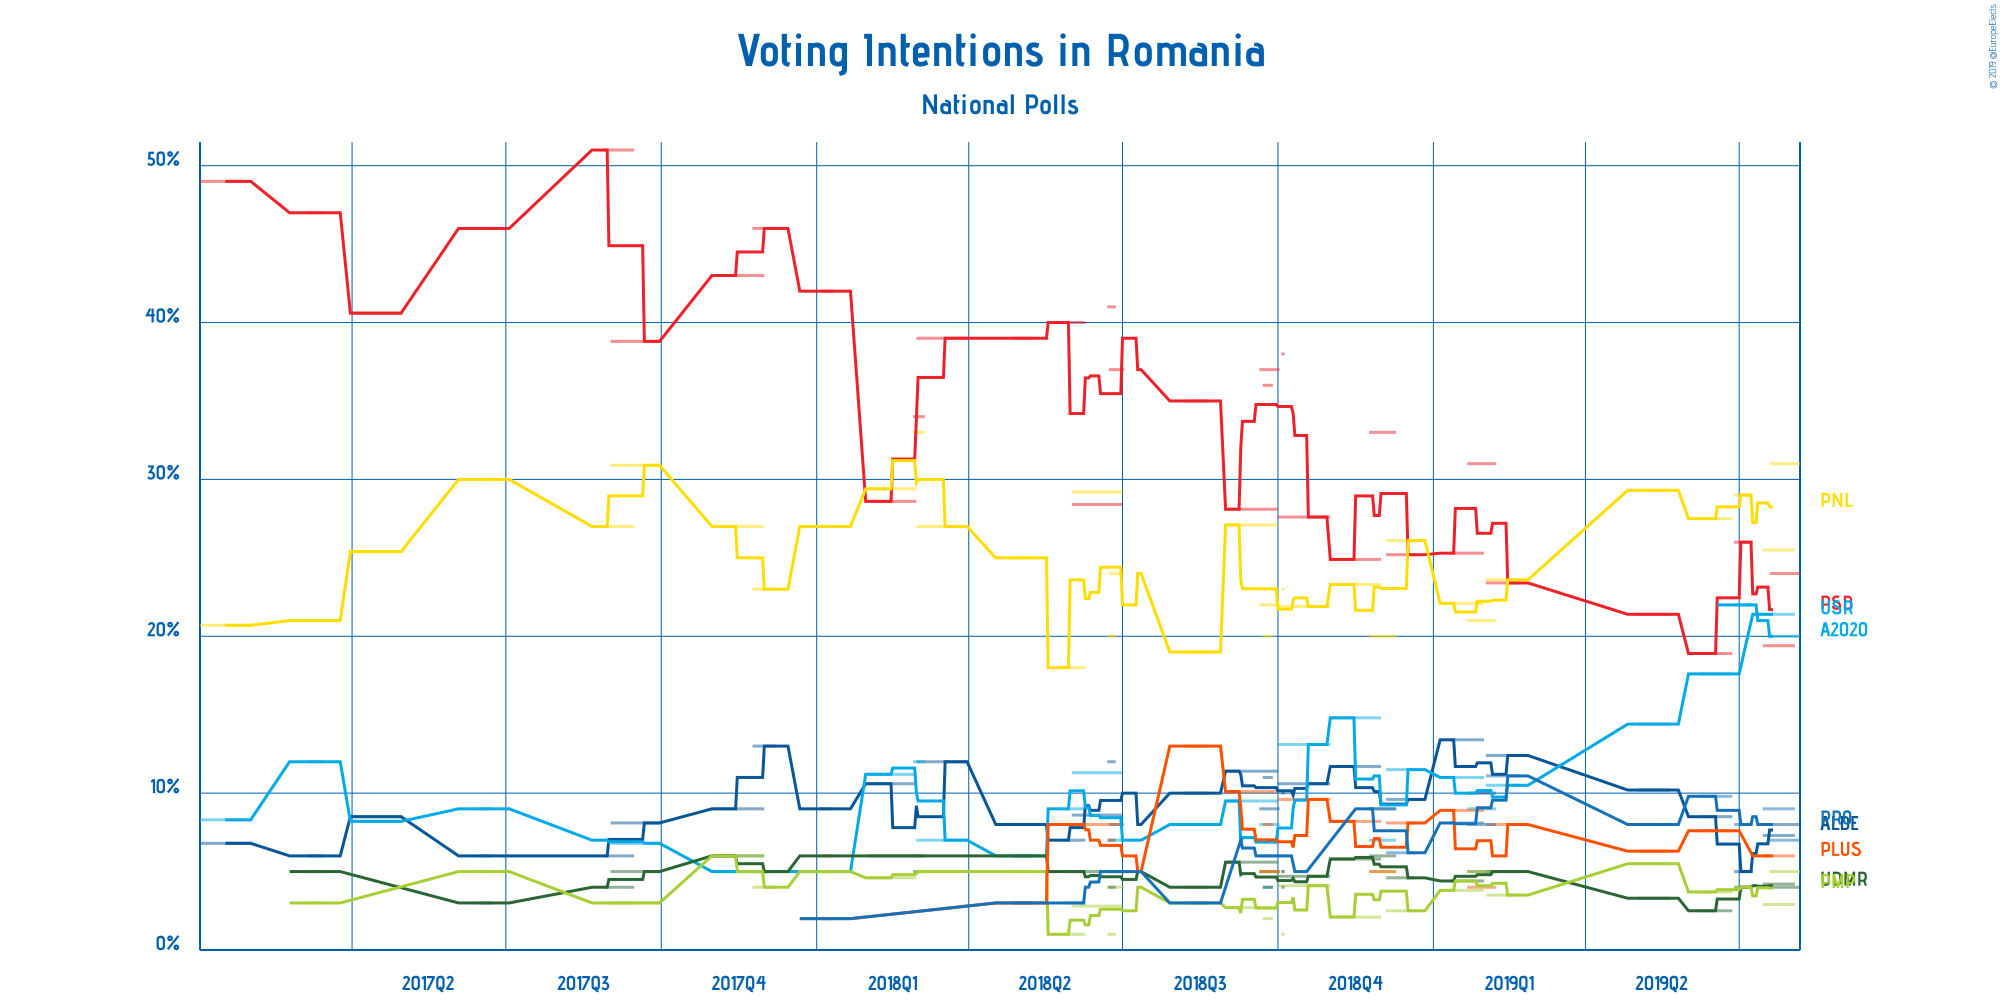 © 2019 @EuropeElects
Voting Intentions in Romania
National Polls
50%
40%
30%
20%
10%
0%
PNL
PSD
USR
A2020
PRO
ALDE
PLUS
UDMR
PMP
2017Q2
2017Q3
2017Q4
2018Q1
2018Q2
2018Q3
2018Q4
2019Q1
2019Q2